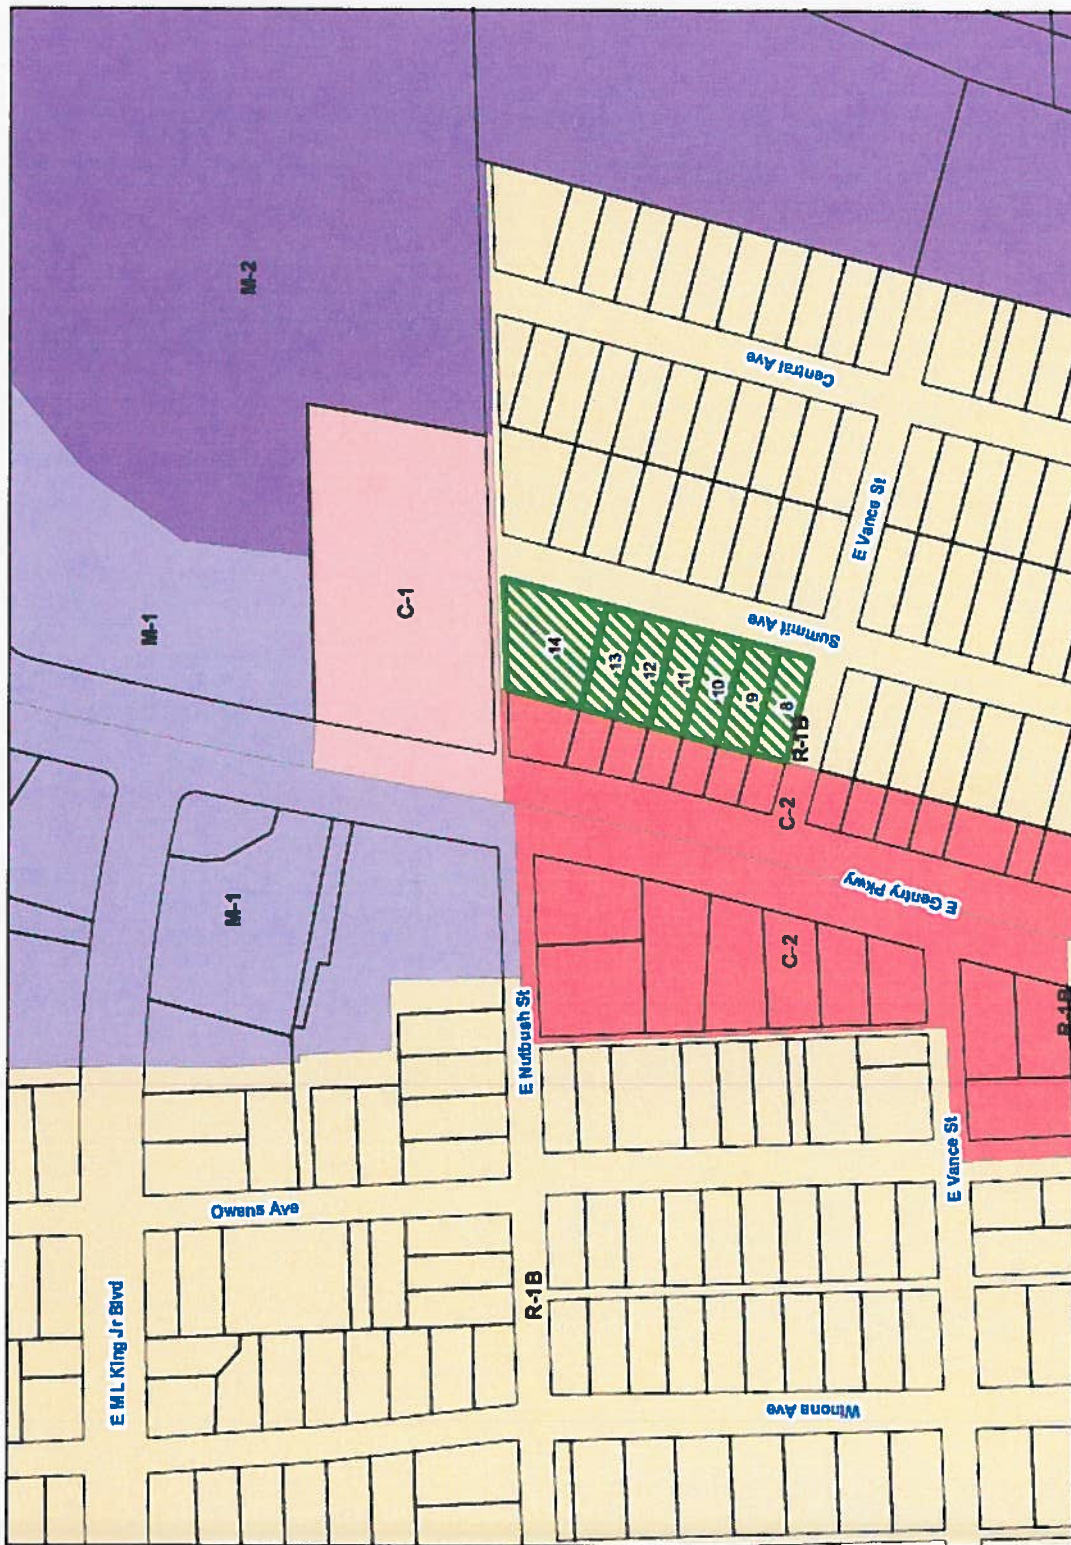 M-2
M-1
C-1
M-1
Central Ave
E Vance St
Summit Ave
14
13
12
11
10
9
8
R-1B
C-2
E Gentry Pkwy
C-2
E Nutbush St
R-1B
E Vance St
Owens Ave
R-1B
E M L King Jr Blvd
Winona Ave